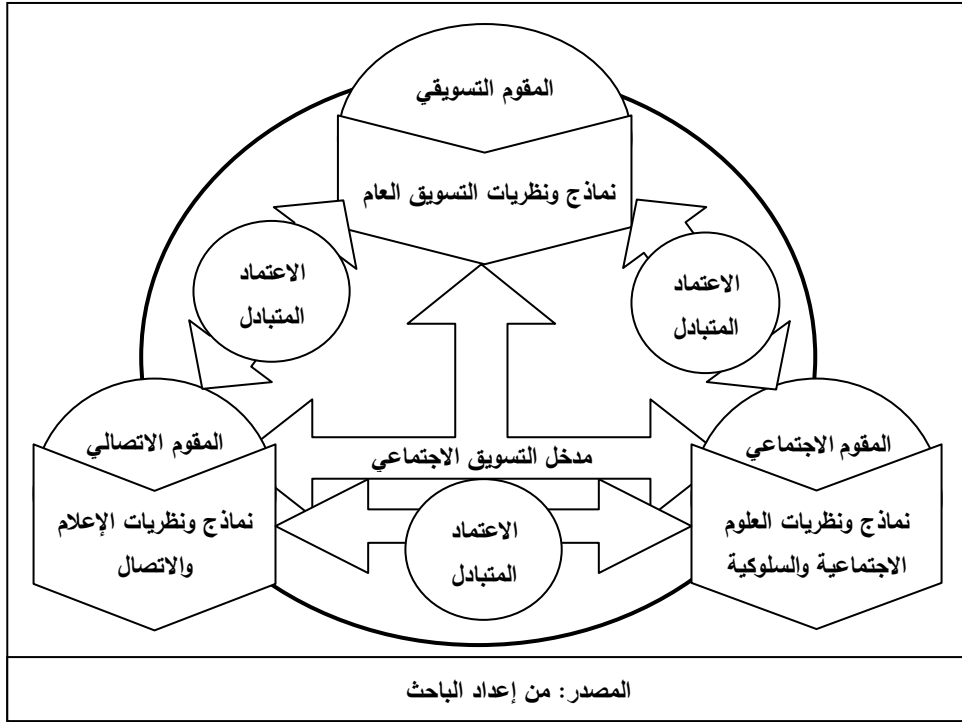 المقوم التسويقي
نماذج ونظريات التسويق العام
الاعتماد
المتبادل
الاعتماد
المتبادل
المقوم الاجتماعي
مدخل التسويق الاجتماعي
المقوم الاتصالي
نماذج ونظريات العلوم
الاجتماعية والسلوكية
الاعتماد
المتبادل
نماذج ونظريات الإعلام
والاتصال
المصدر: من إعداد الباحث